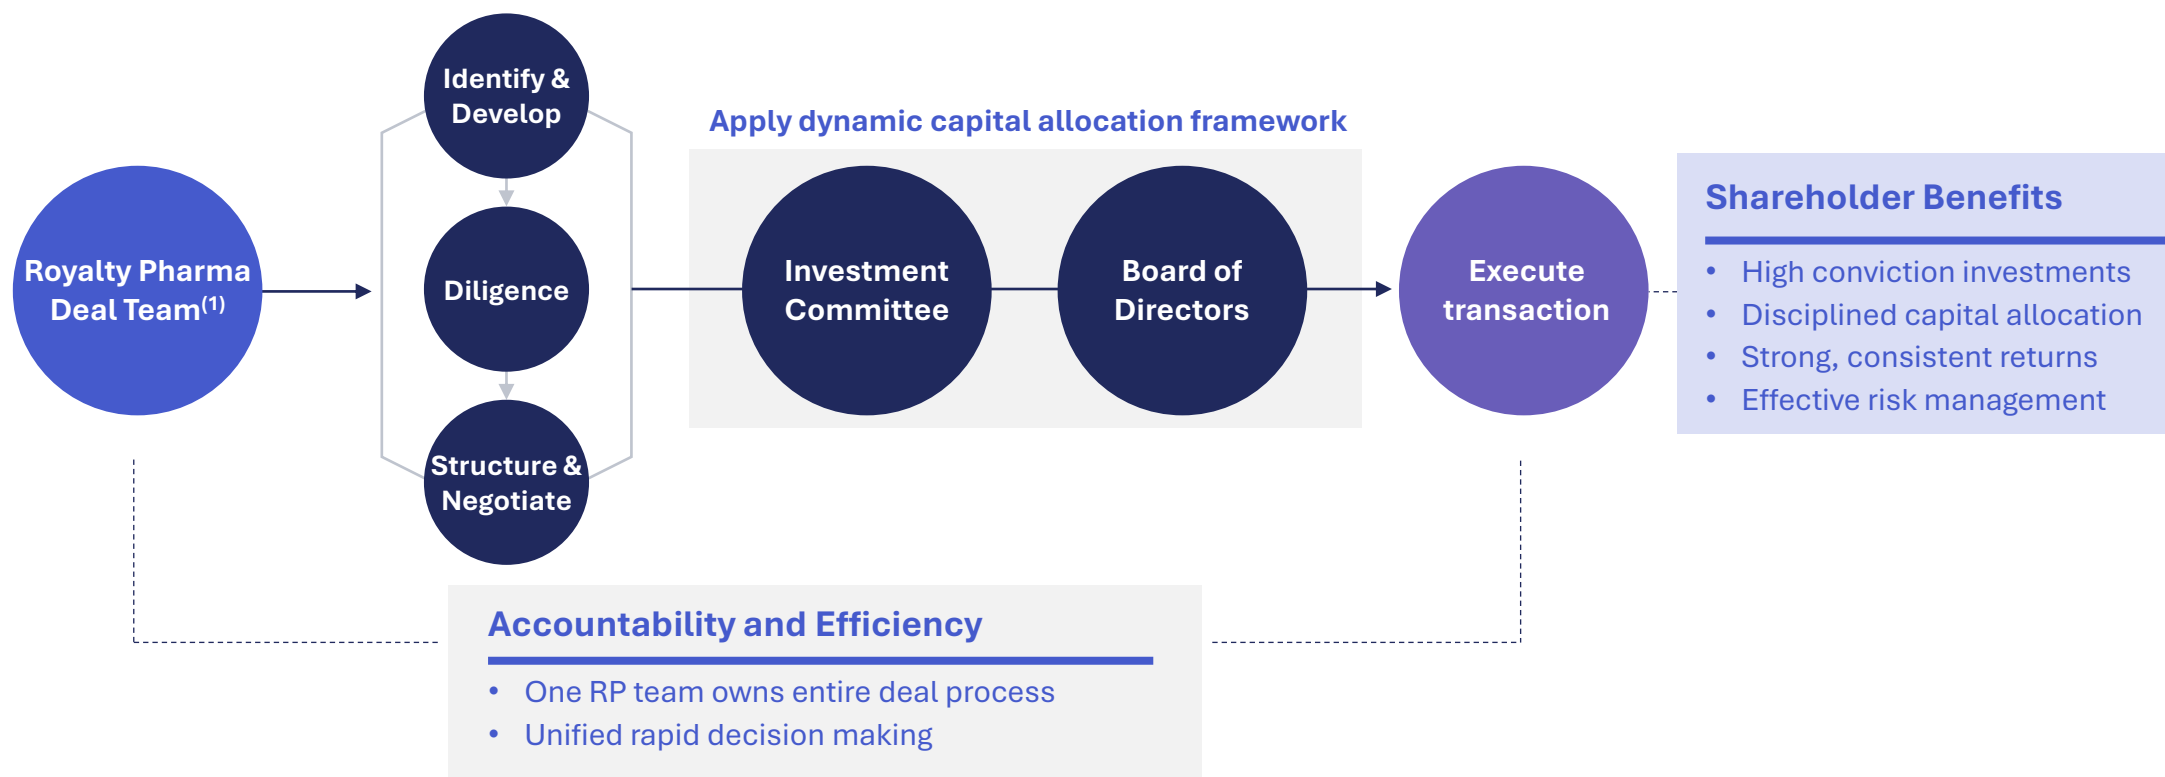 Identify &
Develop
Apply dynamic capital allocation framework
Royalty Pharma
Deal Team(1)
Diligence
Structure &
Negotiate
Investment
Committee
Board of
Directors
Execute
transaction
Shareholder Benefits
• High conviction investments
• Disciplined capital allocation
• Strong, consistent returns
• Effective risk management
Accountability and Efficiency
• One RP team owns entire deal process
• Unified rapid decision making